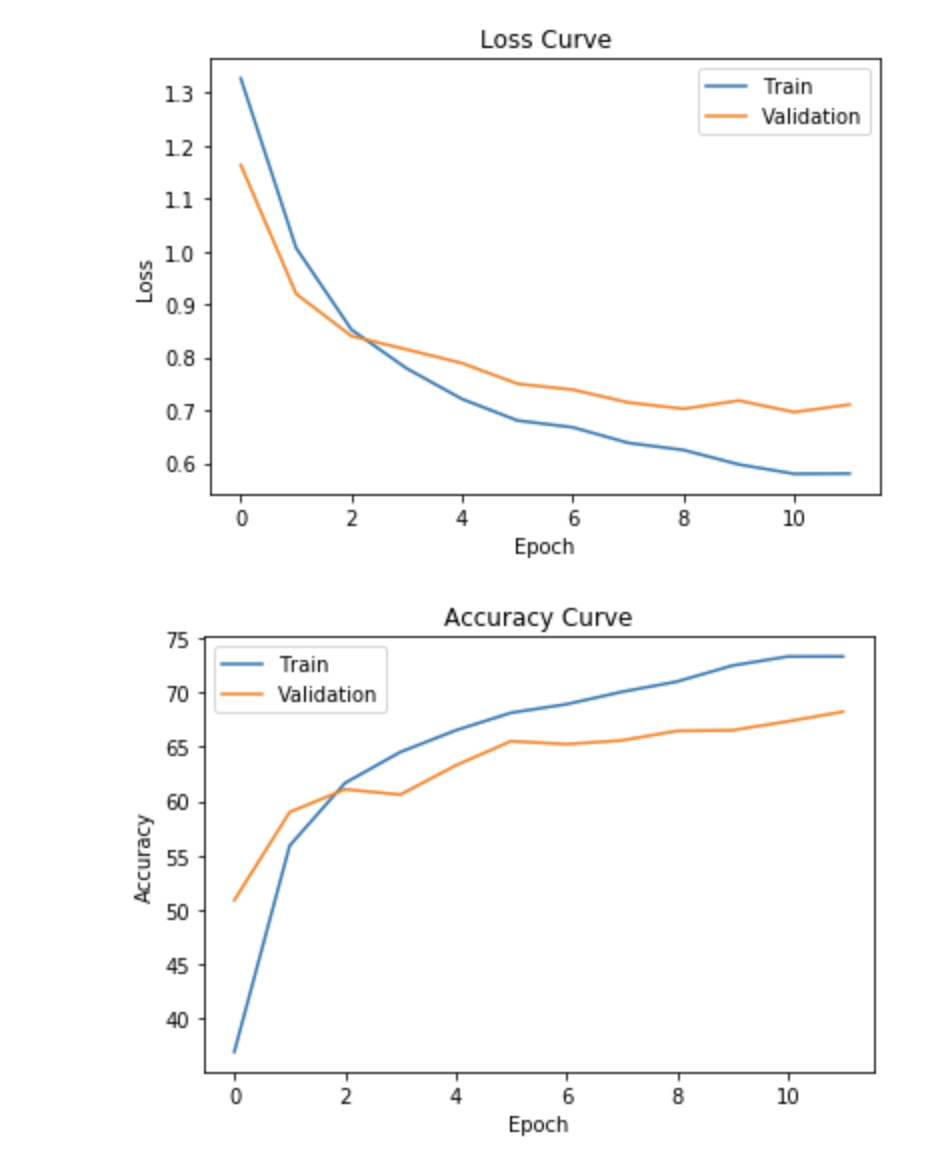 Loss Curve
Train
Validation
1.3
1.2
1.1
1.0
0.9
0.8
0.7
0.6
Loss
0 2 4 6 8 10
Epoch
Accuracy Curve
Train
Validation
75
70
65
60
55
50
45
40
Accuracy
0 2 4 6 8 10
Epoch